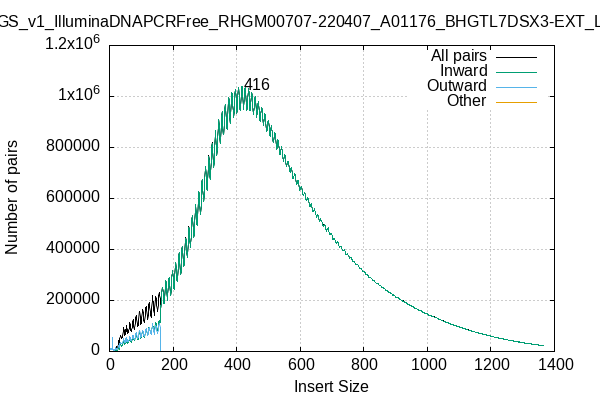 GS_v1_IlluminaDNAPCRFree_RHGM00707-220407_A01176_BHGTL7DSX3-EXT_L
1.2x10^6
1x10^6
800000
600000
400000
200000
0
Number of pairs
416
All pairs
Inward
Outward
Other
0 200 400 600 800 1000 1200 1400
Insert Size